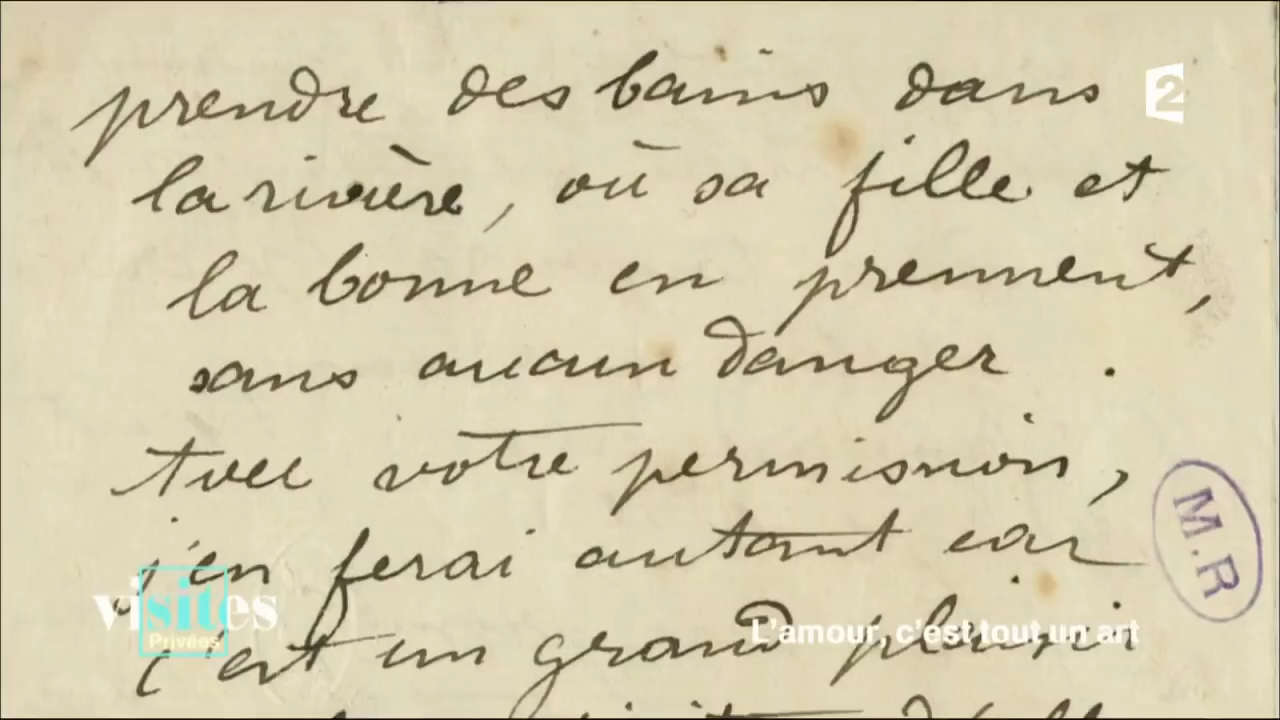 prendre des bains dans
2
la rivière, où sa fille et
la bonne en prennent,
sans aucun danger.
Avec votre permission,
M.R
j'en ferai autant car
visites
Privées
L'amour, c'est tout un art
c'est un grand plaisir